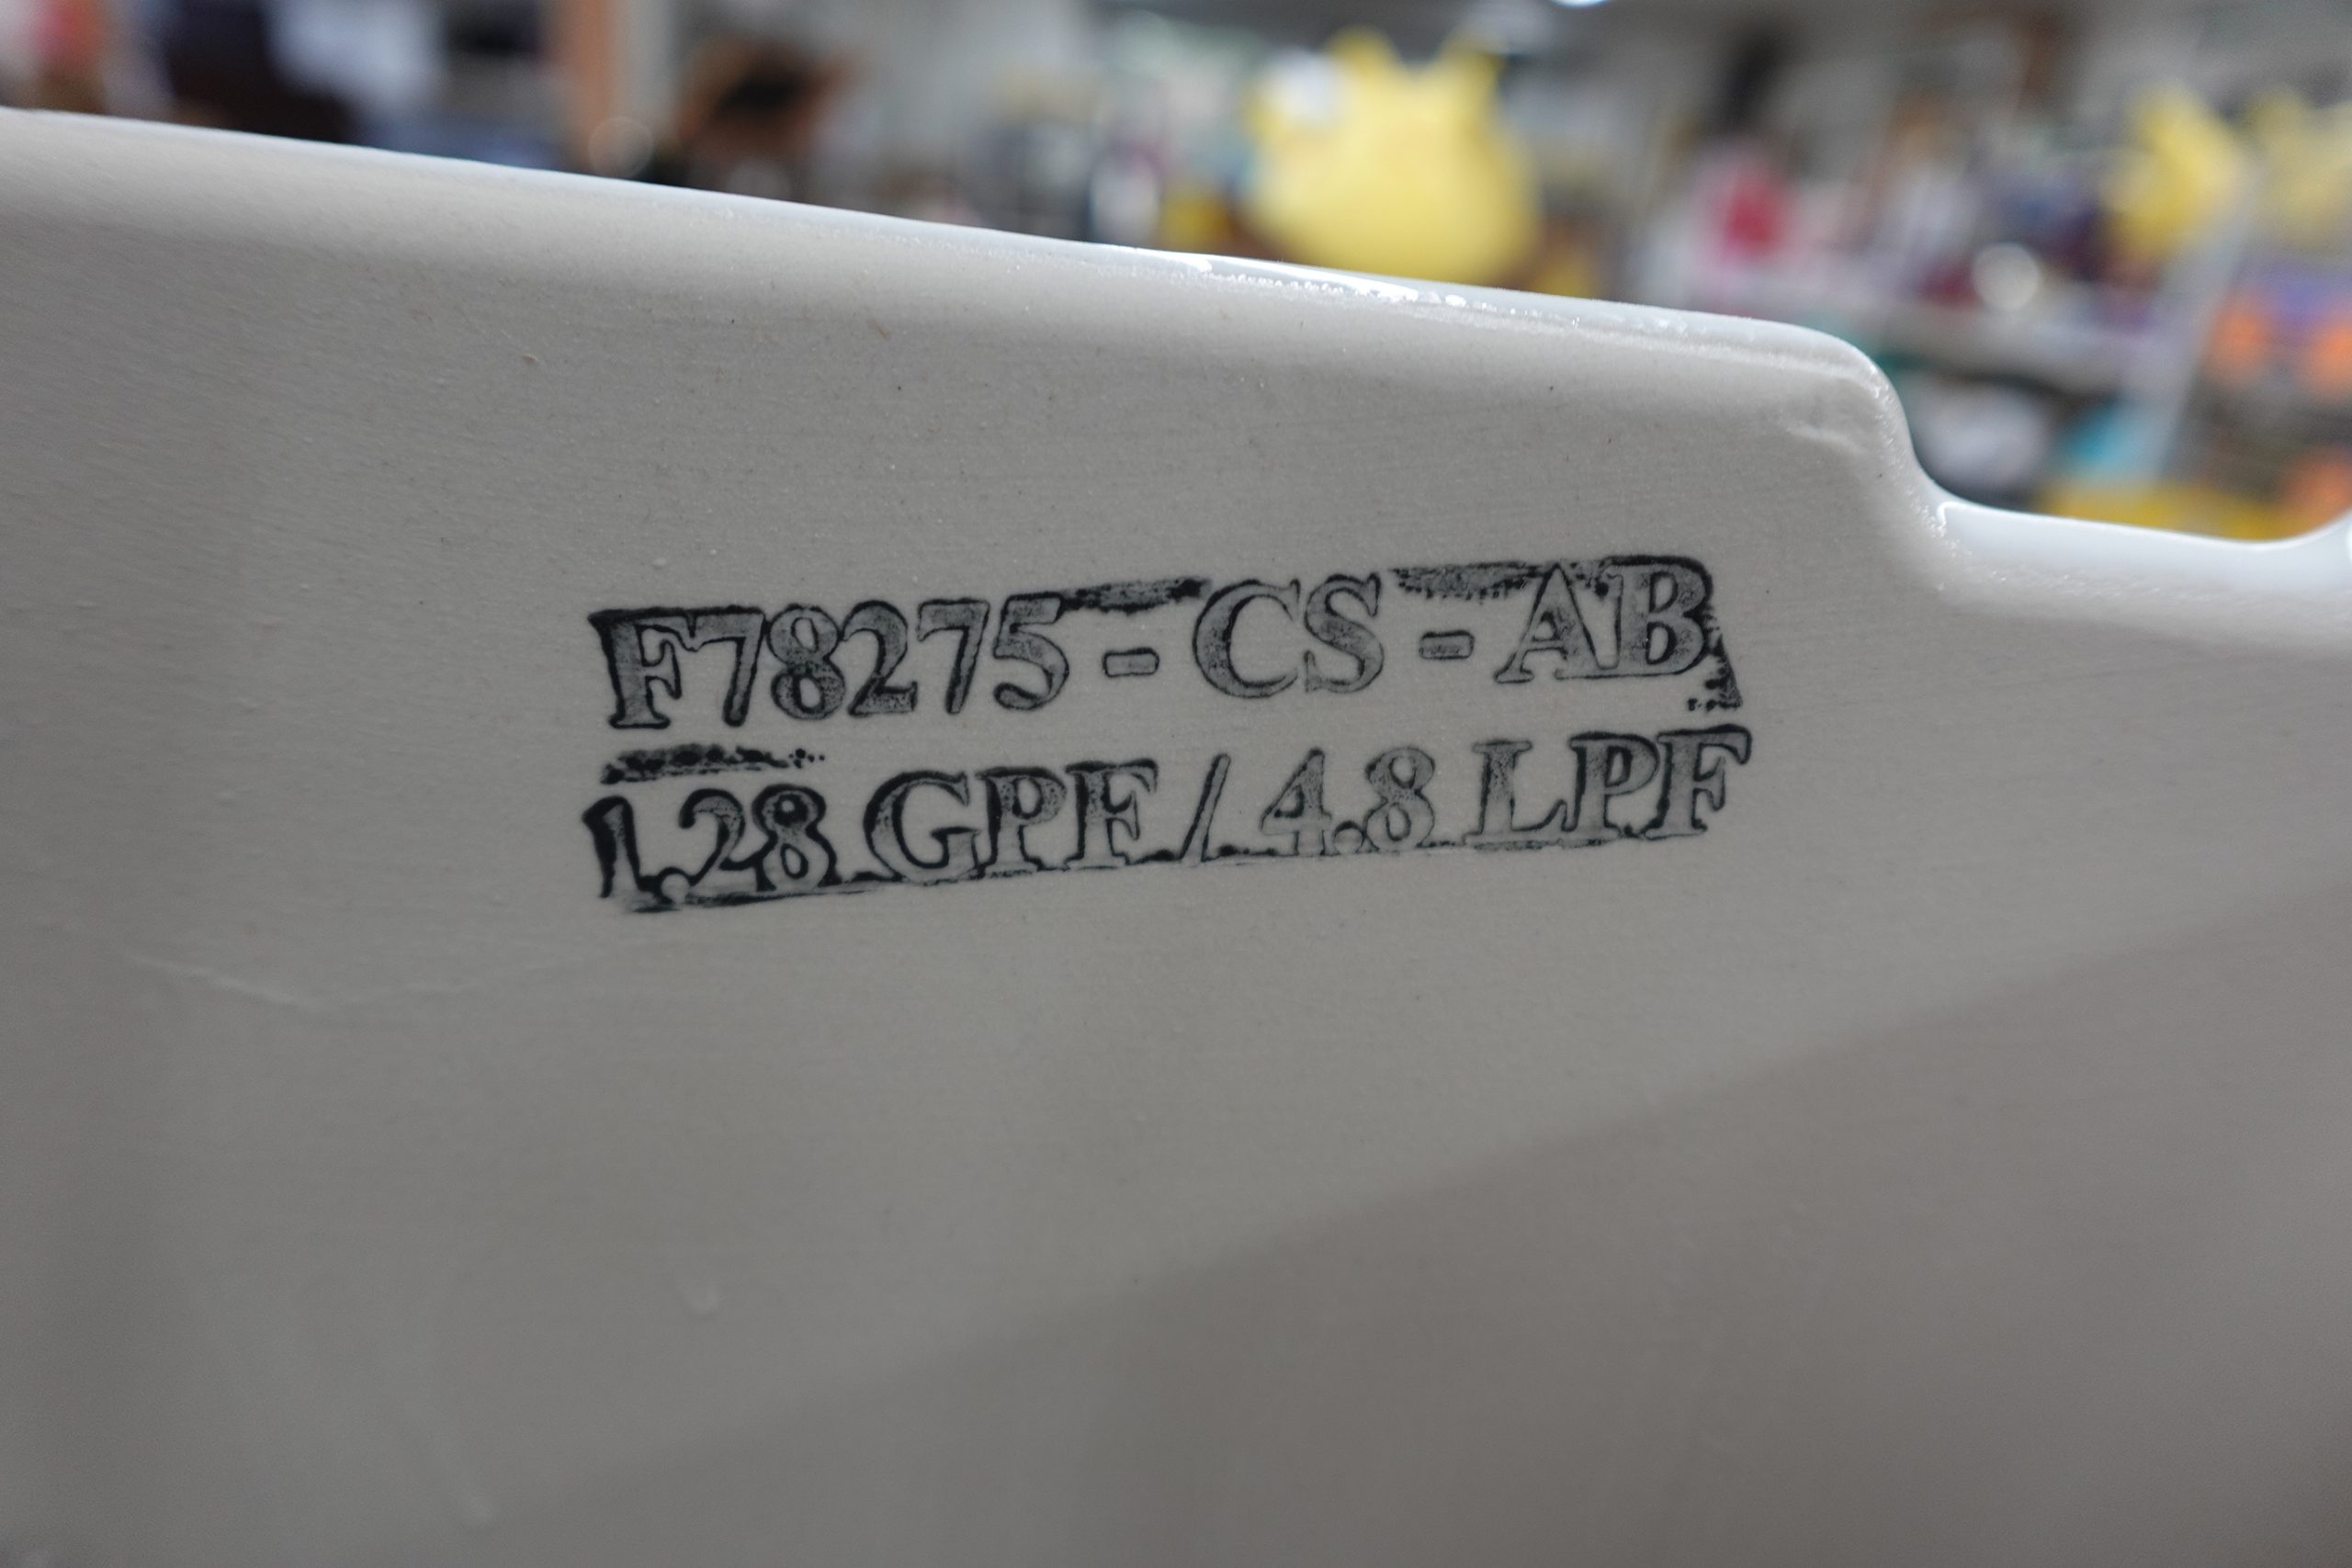 F78275 - CS - AB
1.28 GPF / 4.8 LPF